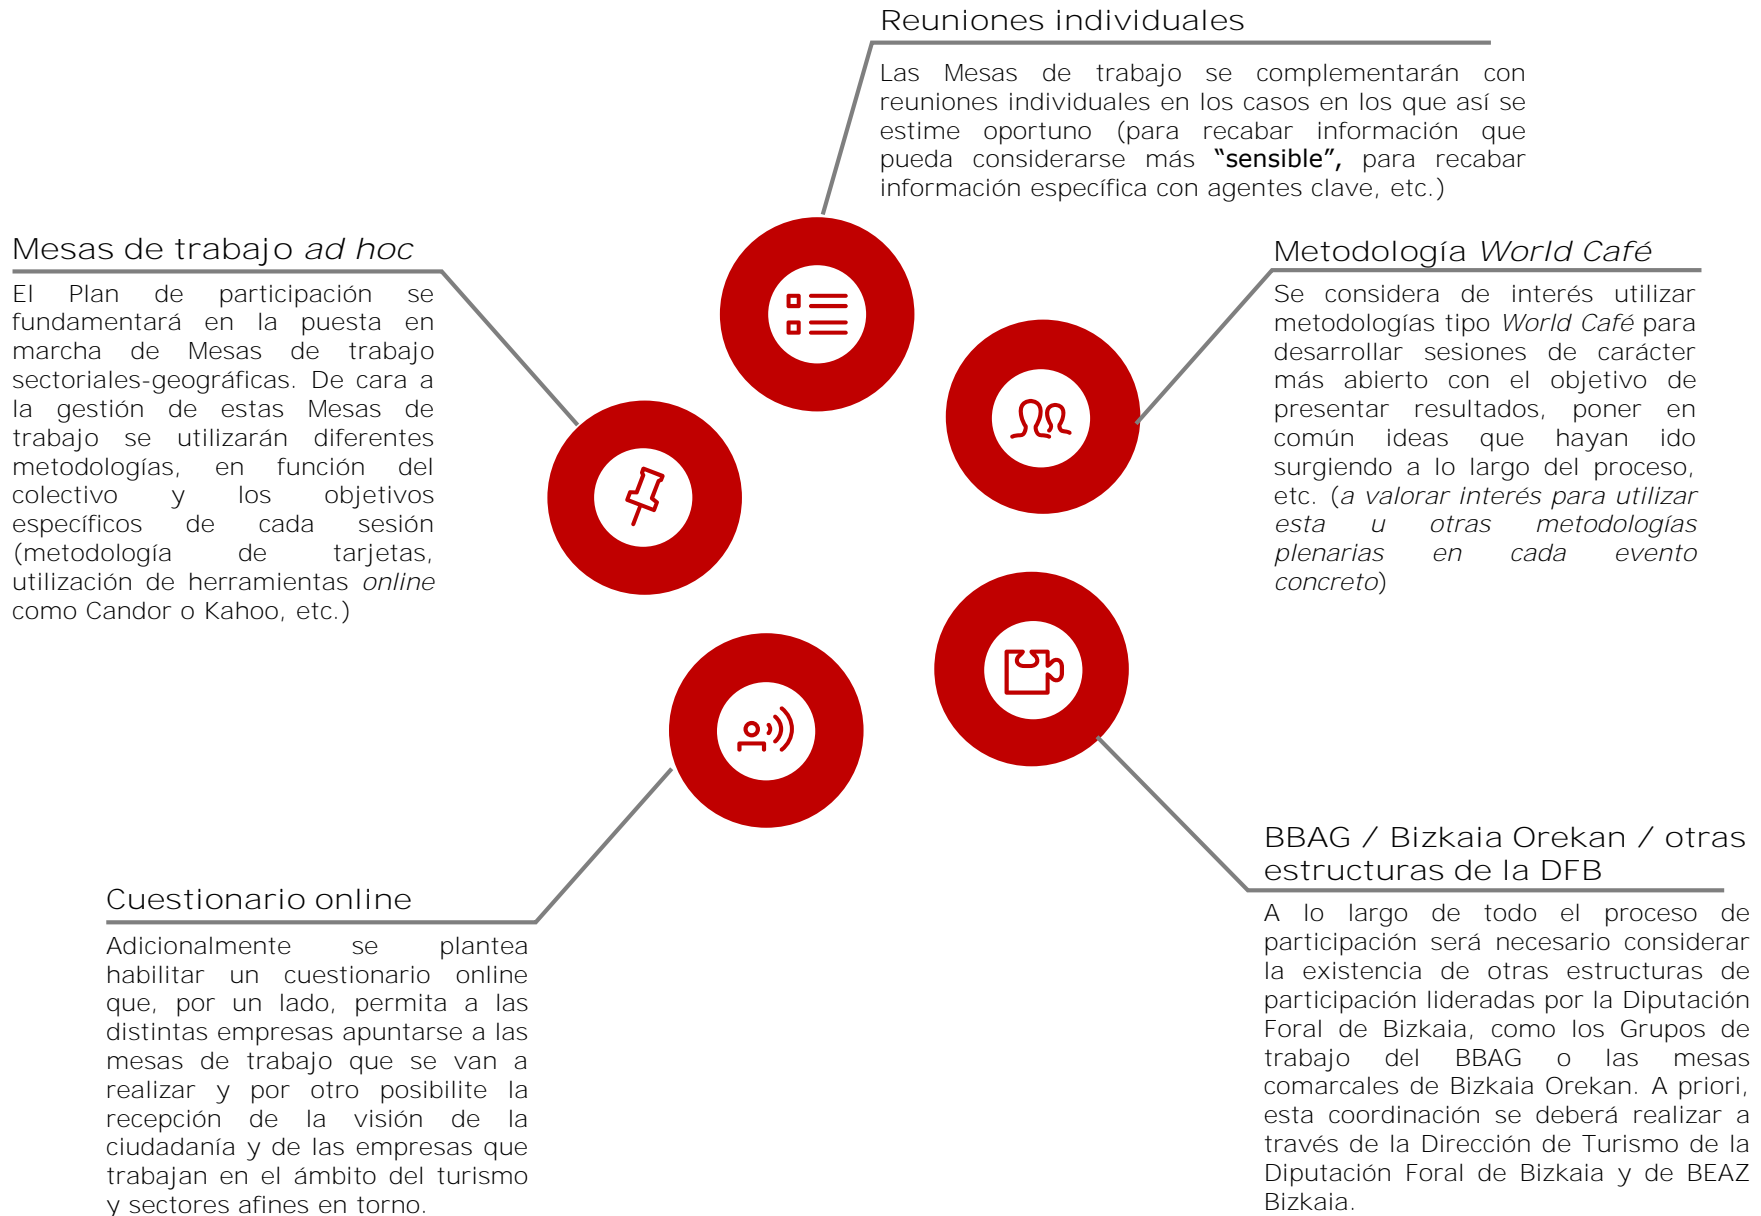 Reuniones individuales
Las Mesas de trabajo se complementarán con
reuniones individuales en los casos en los que así se
estime oportuno (para recabar información que
pueda considerarse más “sensible”, para recabar
información específica con agentes clave, etc.)
Mesas de trabajo ad hoc
El Plan de participación se
fundamentará en la puesta en
marcha de Mesas de trabajo
sectoriales-geográficas. De cara a
la gestión de estas Mesas de
trabajo se utilizarán diferentes
metodologías, en función del
colectivo y los objetivos
específicos de cada sesión
(metodología de tarjetas,
utilización de herramientas online
como Candor o Kahoo, etc.)
Metodología World Café
Se considera de interés utilizar
metodologías tipo World Café para
desarrollar sesiones de carácter
más abierto con el objetivo de
presentar resultados, poner en
común ideas que hayan ido
surgiendo a lo largo del proceso,
etc. (a valorar interés para utilizar
esta u otras metodologías
plenarias en cada evento
concreto)
Cuestionario online
Adicionalmente se plantea
habilitar un cuestionario online
que, por un lado, permita a las
distintas empresas apuntarse a las
mesas de trabajo que se van a
realizar y por otro posibilite la
recepción de la visión de la
ciudadanía y de las empresas que
trabajan en el ámbito del turismo
y sectores afines en torno.
BBAG / Bizkaia Orekan / otras
estructuras de la DFB
A lo largo de todo el proceso de
participación será necesario considerar
la existencia de otras estructuras de
participación lideradas por la Diputación
Foral de Bizkaia, como los Grupos de
trabajo del BBAG o las mesas
comarcales de Bizkaia Orekan. A priori,
esta coordinación se deberá realizar a
través de la Dirección de Turismo de la
Diputación Foral de Bizkaia y de BEAZ
Bizkaia.